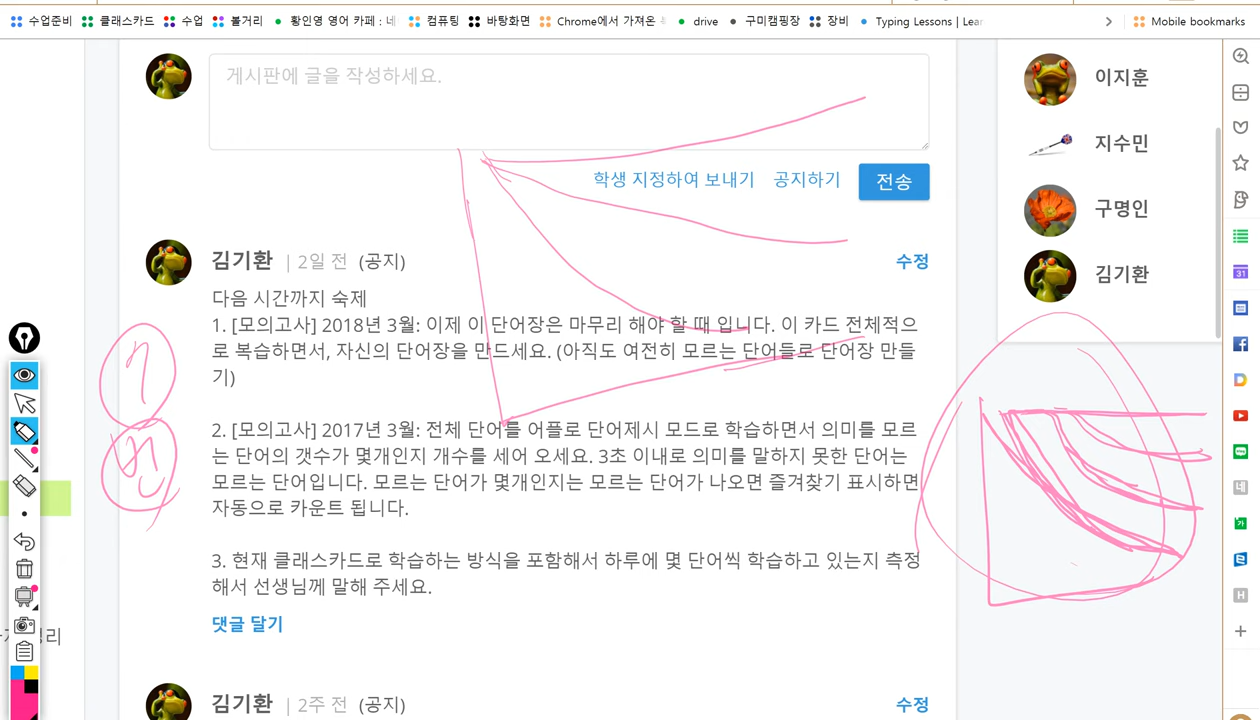 수업준비 클래스카드 수업 볼거리 황인영 영어 카페 : 네 컴퓨팅 바탕화면 Chrome에서 가져온 drive 구미캠핑장 장비 Typing Lessons | Lear Mobile bookmarks
게시판에 글을 작성하세요.
학생 지정하여 보내기 공지하기 전송
이지훈
지수민
구명인
김기환
김기환 | 2일 전 (공지) 수정
다음 시간까지 숙제
1. [모의고사] 2018년 3월: 이제 이 단어장은 마무리 해야 할 때 입니다. 이 카드 전체적으
로 복습하면서, 자신의 단어장을 만드세요. (아직도 여전히 모르는 단어들로 단어장 만들
기)
2. [모의고사] 2017년 3월: 전체 단어를 어플로 단어제시 모드로 학습하면서 의미를 모르
는 단어의 갯수가 몇개인지 개수를 세어 오세요. 3초 이내로 의미를 말하지 못한 단어는
모르는 단어입니다. 모르는 단어가 몇개인지는 모르는 단어가 나오면 즐겨찾기 표시하면
자동으로 카운트 됩니다.
3. 현재 클래스카드로 학습하는 방식을 포함해서 하루에 몇 단어씩 학습하고 있는지 측정
해서 선생님께 말해 주세요.
댓글 달기
김기환 | 2주 전 (공지) 수정
31